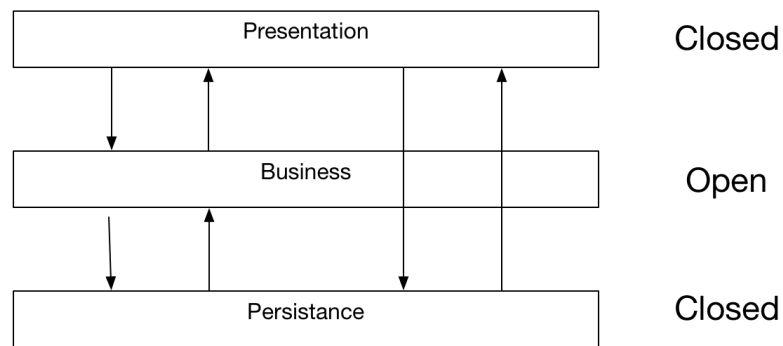 Presentation
Closed
Business
Open
Persistance
Closed